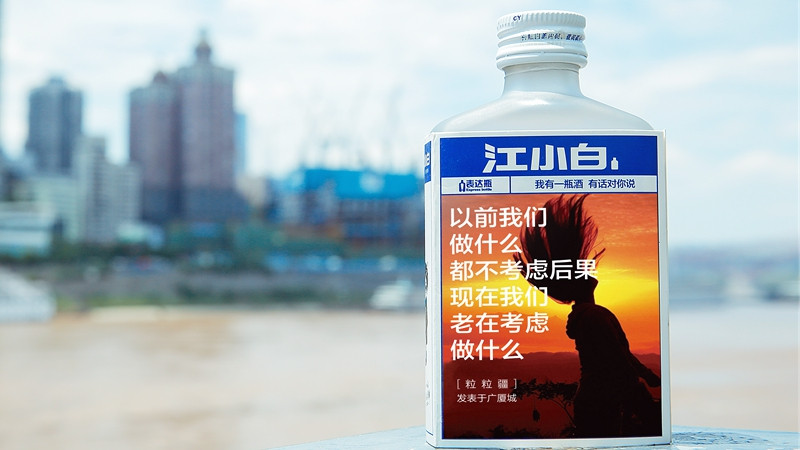 江小白
表达瓶
Express bottle
我有一瓶酒 有话对你说
以前我们
做什么
都不考虑后果
现在我们
老在考虑
做什么
[ 粒 粒 疆 ]
发表于广厦城